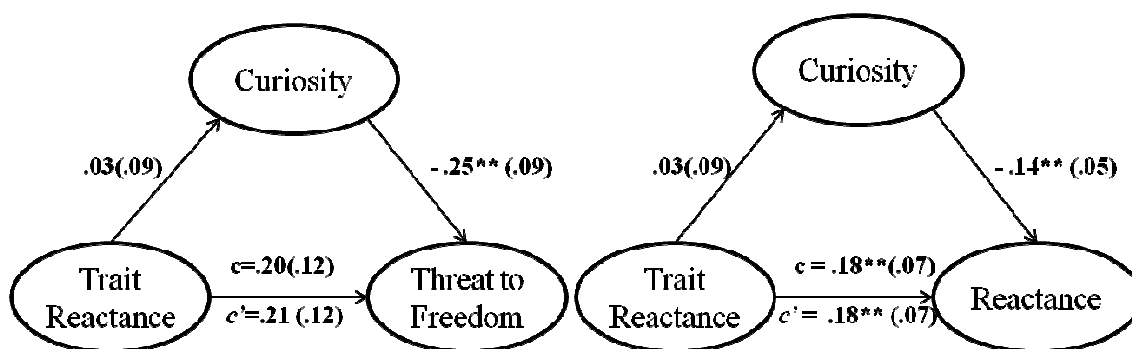 Curiosity
.03(.09)
- .25** (.09)
Trait
Reactance
c=.20(.12)
c'=.21 (.12)
Threat to
Freedom
Curiosity
.03(.09)
- .14** (.05)
Trait
Reactance
c = .18**(.07)
c' = .18** (.07)
Reactance